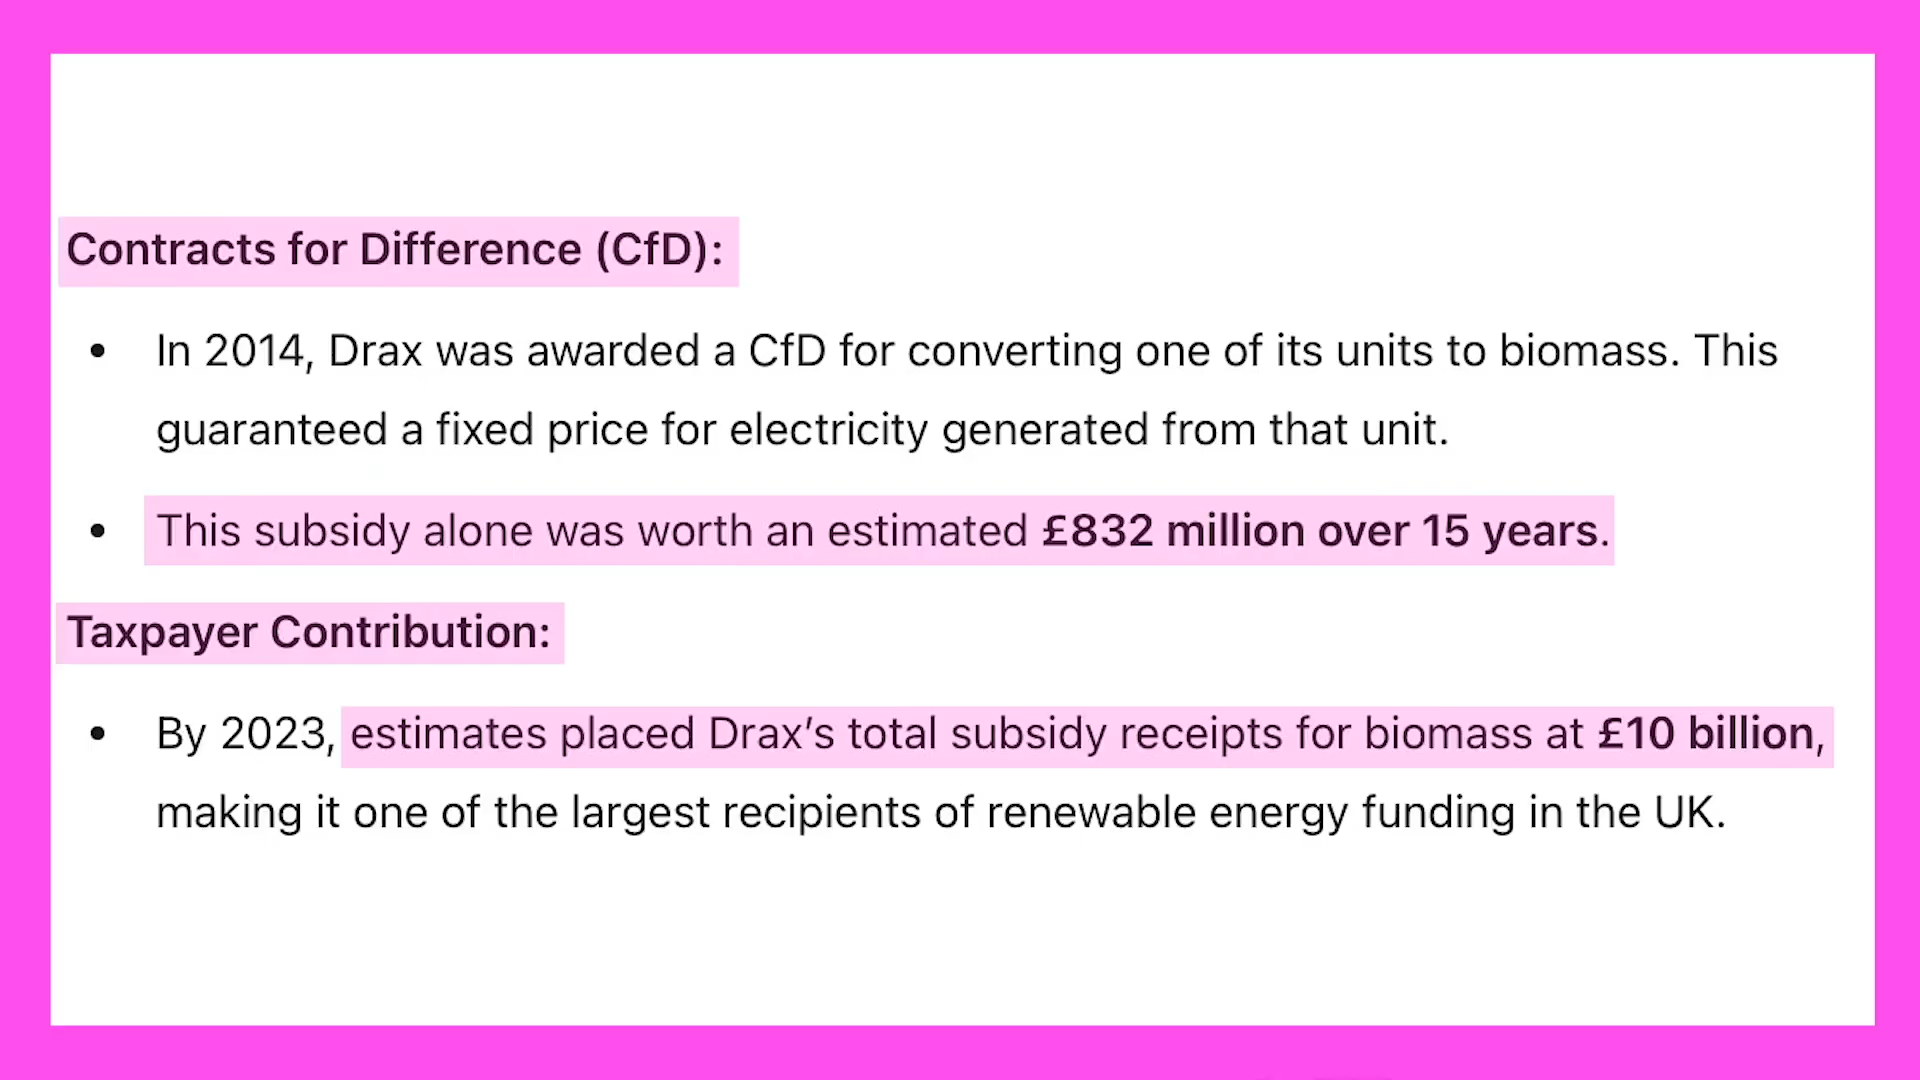 Contracts for Difference (CfD):
• In 2014, Drax was awarded a CfD for converting one of its units to biomass. This
guaranteed a fixed price for electricity generated from that unit.
• This subsidy alone was worth an estimated £832 million over 15 years.
Taxpayer Contribution:
• By 2023, estimates placed Drax’s total subsidy receipts for biomass at £10 billion,
making it one of the largest recipients of renewable energy funding in the UK.